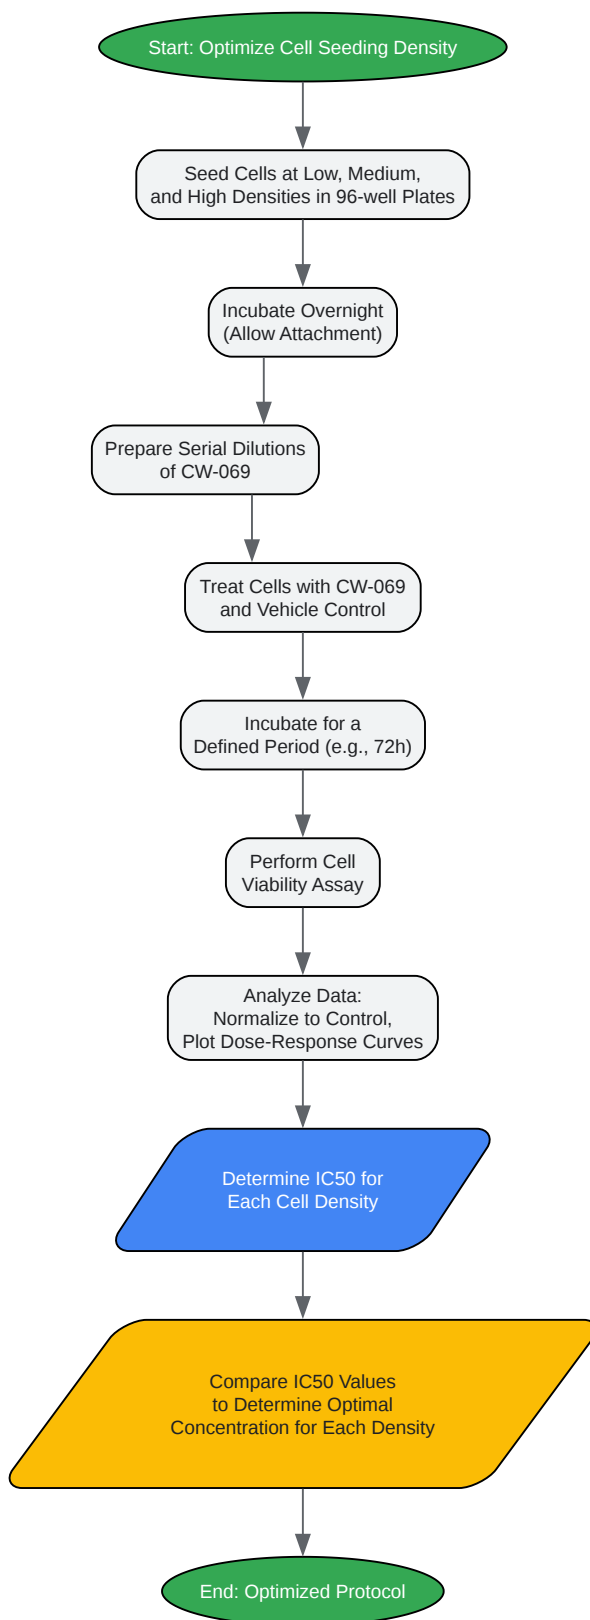 Start: Optimize Cell Seeding Density
Seed Cells at Low, Medium,
and High Densities in 96-well Plates
Incubate Overnight
(Allow Attachment)
Prepare Serial Dilutions
of CW-069
Treat Cells with CW-069
and Vehicle Control
Incubate for a
Defined Period (e.g., 72h)
Perform Cell
Viability Assay
Analyze Data:
Normalize to Control,
Plot Dose-Response Curves
Determine IC50 for
Each Cell Density
Compare IC50 Values
to Determine Optimal
Concentration for Each Density
End: Optimized Protocol